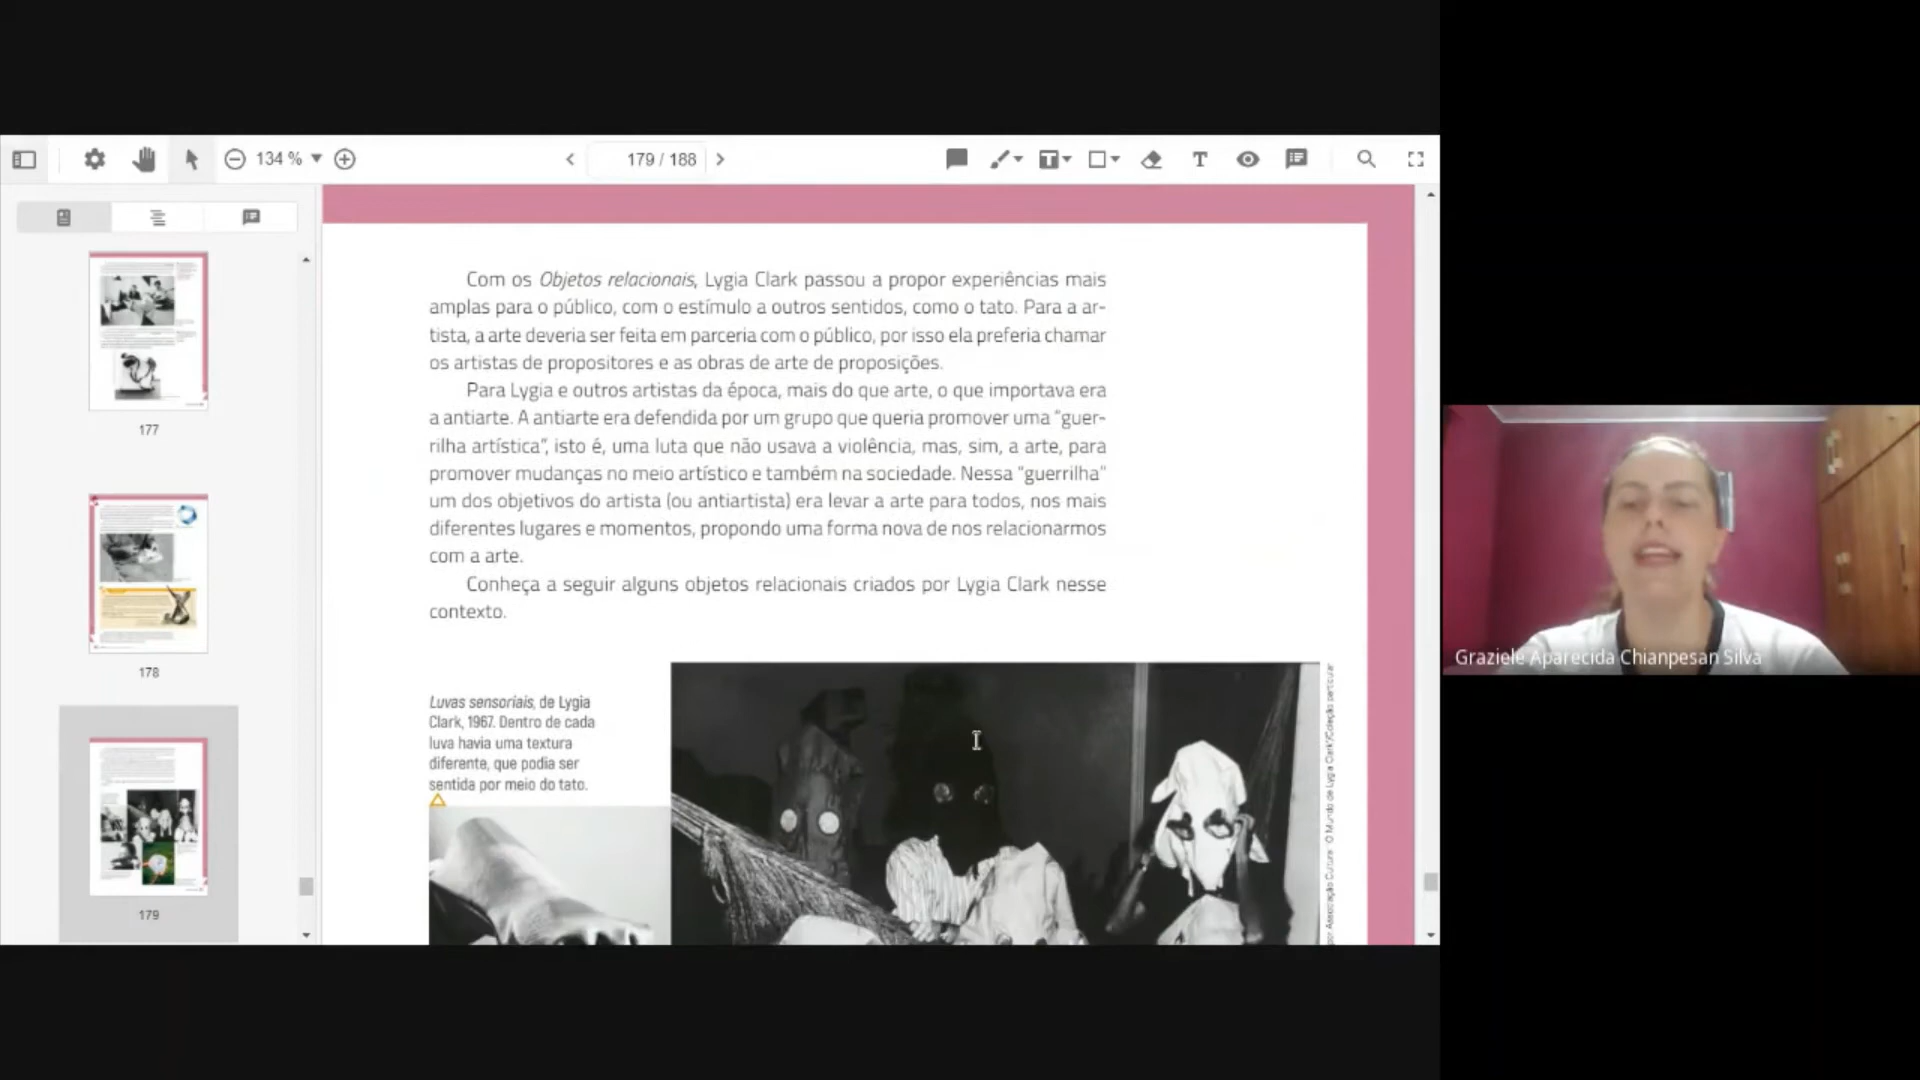 134 %
179 / 188
Com os Objetos relacionais, Lygia Clark passou a propor experiências mais
amplas para o público, com o estímulo a outros sentidos, como o tato. Para a ar-
tista, a arte deveria ser feita em parceria com o público, por isso ela preferia chamar
os artistas de propositores e as obras de arte de proposições.
Para Lygia e outros artistas da época, mais do que arte, o que importava era
a antiarte. A antiarte era defendida por um grupo que queria promover uma "guer-
rilha artística", isto é, uma luta que não usava a violência, mas, sim, a arte, para
promover mudanças no meio artístico e também na sociedade. Nessa "guerrilha"
um dos objetivos do artista (ou antiartista) era levar a arte para todos, nos mais
diferentes lugares e momentos, propondo uma forma nova de nos relacionarmos
com a arte.
Conheça a seguir alguns objetos relacionais criados por Lygia Clark nesse
contexto.
Luvas sensoriais, de Lygia
Clark, 1967. Dentro de cada
luva havia uma textura
diferente, que podia ser
sentida por meio do tato.
Associação Cultural O Mundo de Lygia Clark/Coleção particular
177
178
179
Graziele Aparecida Chianpesan Silva